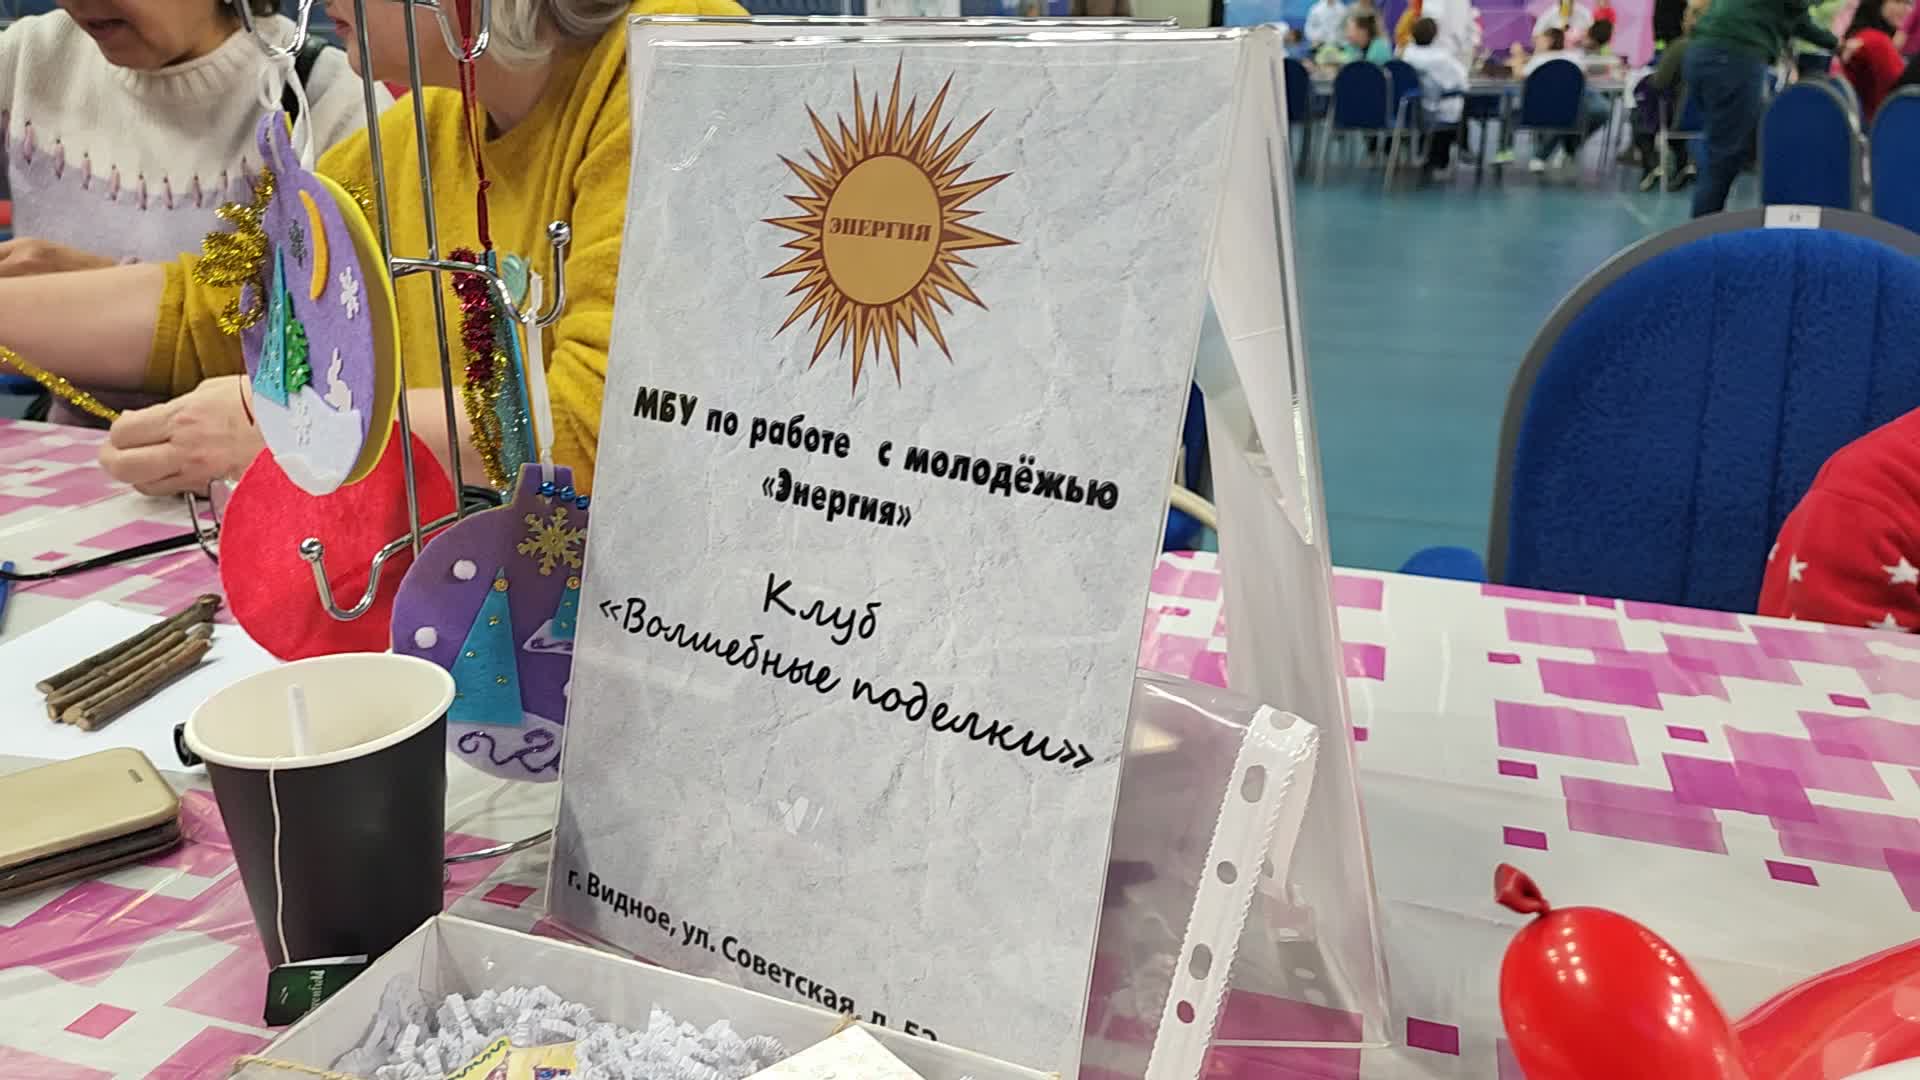 ЭНЕРГИЯ
МБУ по работе с молодёжью
«Энергия»
Клуб
«Волшебные поделки»
г. Видное, ул. Советская,